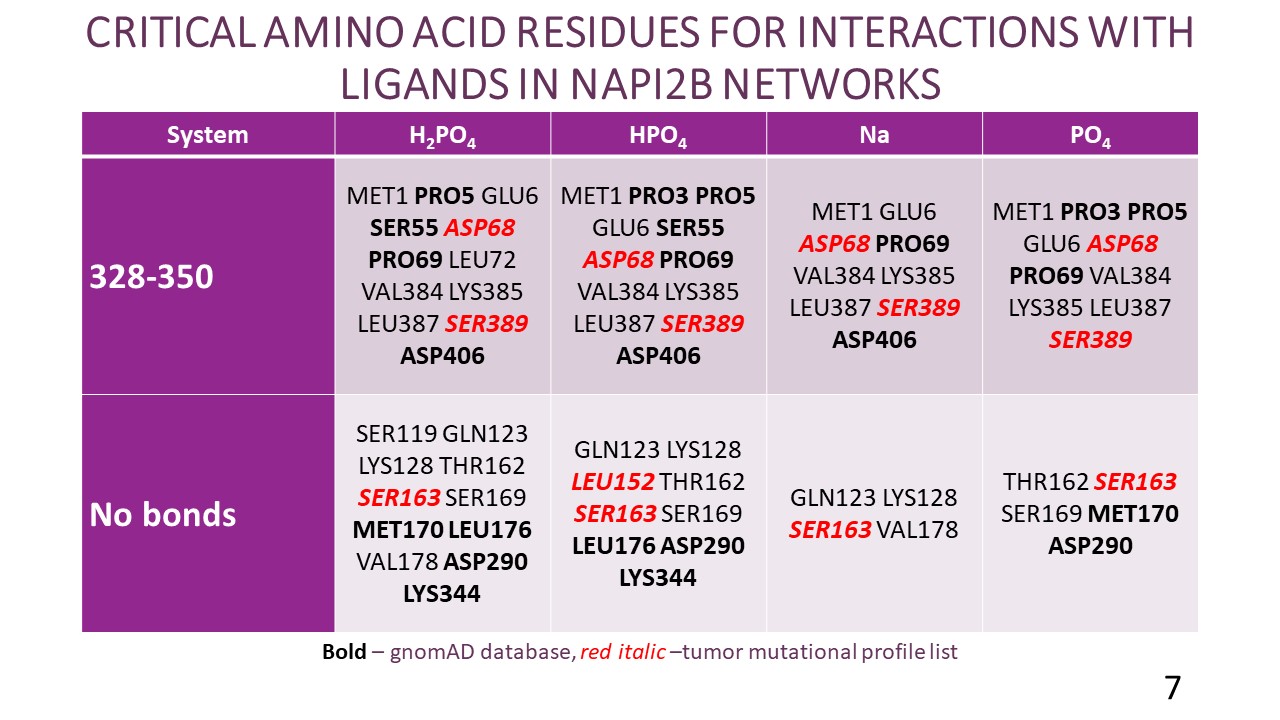 CRITICAL AMINO ACID RESIDUES FOR INTERACTIONS WITH
LIGANDS IN NAPI2B NETWORKS
System
H₂PO₄
HPO₄
Na
PO₄
328-350
MET1 PRO5 GLU6
SER55 ASP68
PRO69 LEU72
VAL384 LYS385
LEU387 SER389
ASP406
MET1 PRO3 PRO5
GLU6 SER55
ASP68 PRO69
VAL384 LYS385
LEU387 SER389
ASP406
MET1 GLU6
ASP68 PRO69
VAL384 LYS385
LEU387 SER389
ASP406
MET1 PRO3 PRO5
GLU6 ASP68
PRO69 VAL384
LYS385 LEU387
SER389
No bonds
SER119 GLN123
LYS128 THR162
SER163 SER169
MET170 LEU176
VAL178 ASP290
LYS344
GLN123 LYS128
LEU152 THR162
SER163 SER169
LEU176 ASP290
LYS344
GLN123 LYS128
SER163 VAL178
THR162 SER163
SER169 MET170
ASP290
Bold – gnomAD database, red italic –tumor mutational profile list
7